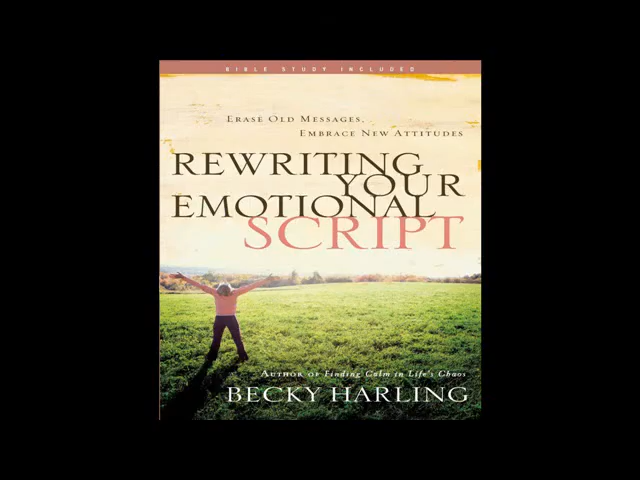 BIBLE STUDY INCLUDED
ERASE OLD MESSAGES,
EMBRACE NEW ATTITUDES
REWRITING
YOUR
EMOTIONAL
SCRIPT
AUTHOR OF Finding Calm in Life's Chaos
BECKY HARLING